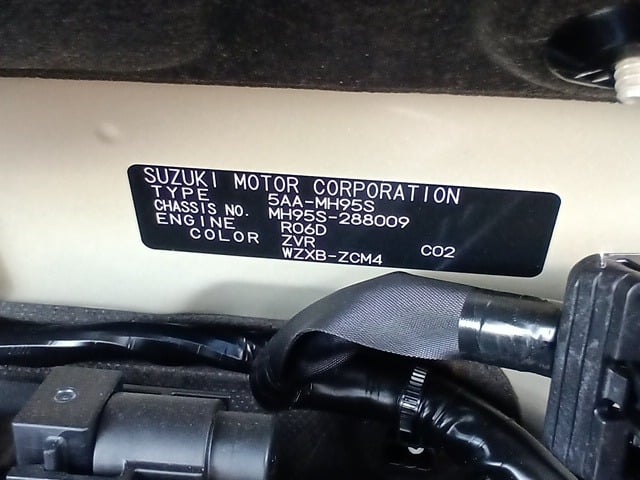 SUZUKI MOTOR CORPORATION
TYPE 5AA-MH95S
CHASSIS NO. MH95S-288009
ENGINE R06D
COLOR ZVR C02
WZXB-ZCM4